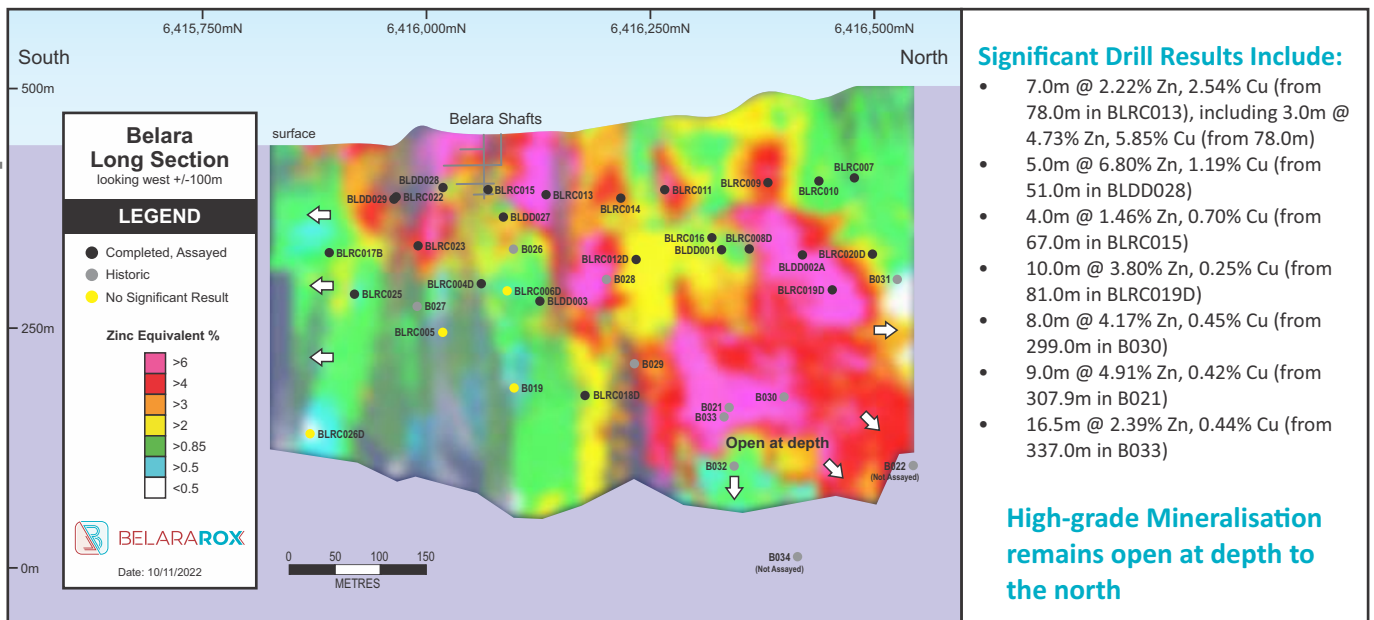 6,415,750mN
6,416,000mN
6,416,250mN
6,416,500mN
South
North
500m
250m
0m
Belara
Long Section
looking west +/-100m
LEGEND
Completed, Assayed
Historic
No Significant Result
Zinc Equivalent %
>6
>4
>3
>2
>0.85
>0.5
<0.5
BELARAROX
Date: 10/11/2022
surface
Belara Shafts
BLDD028
BLDD029
BLRC022
BLRC015
BLRC013
BLRC014
BLRC011
BLRC009
BLRC010
BLRC007
BLDD027
BLRC017B
BLRC023
B026
BLRC012D
BLRC016
BLRC008D
BLDD001
BLDD002A
BLRC020D
BLRC025
BLRC004D
BLRC006D
BLDD003
B028
BLRC019D
B031
B027
BLRC005
B019
B029
BLRC018D
B021
B033
B030
BLRC026D
Open at depth
B032
B022
(Not Assayed)
B034
(Not Assayed)
0 50 100 150
METRES
Significant Drill Results Include:
• 7.0m @ 2.22% Zn, 2.54% Cu (from
78.0m in BLRC013), including 3.0m @
4.73% Zn, 5.85% Cu (from 78.0m)
• 5.0m @ 6.80% Zn, 1.19% Cu (from
51.0m in BLDD028)
• 4.0m @ 1.46% Zn, 0.70% Cu (from
67.0m in BLRC015)
• 10.0m @ 3.80% Zn, 0.25% Cu (from
81.0m in BLRC019D)
• 8.0m @ 4.17% Zn, 0.45% Cu (from
299.0m in B030)
• 9.0m @ 4.91% Zn, 0.42% Cu (from
307.9m in B021)
• 16.5m @ 2.39% Zn, 0.44% Cu (from
337.0m in B033)
High-grade Mineralisation
remains open at depth to
the north